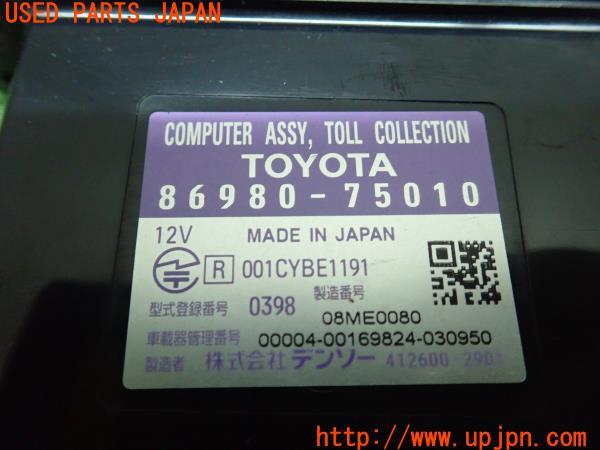 USED PARTS JAPAN
COMPUTER ASSY, TOLL COLLECTION
TOYOTA
86980-75010
12V MADE IN JAPAN
R 001CYBE1191
型式登録番号 0398 製造番号 08ME0080
車載器管理番号 00004-00169824-030950
製造者 株式会社デンソー 412600-2901
http://www.upjpn.com/